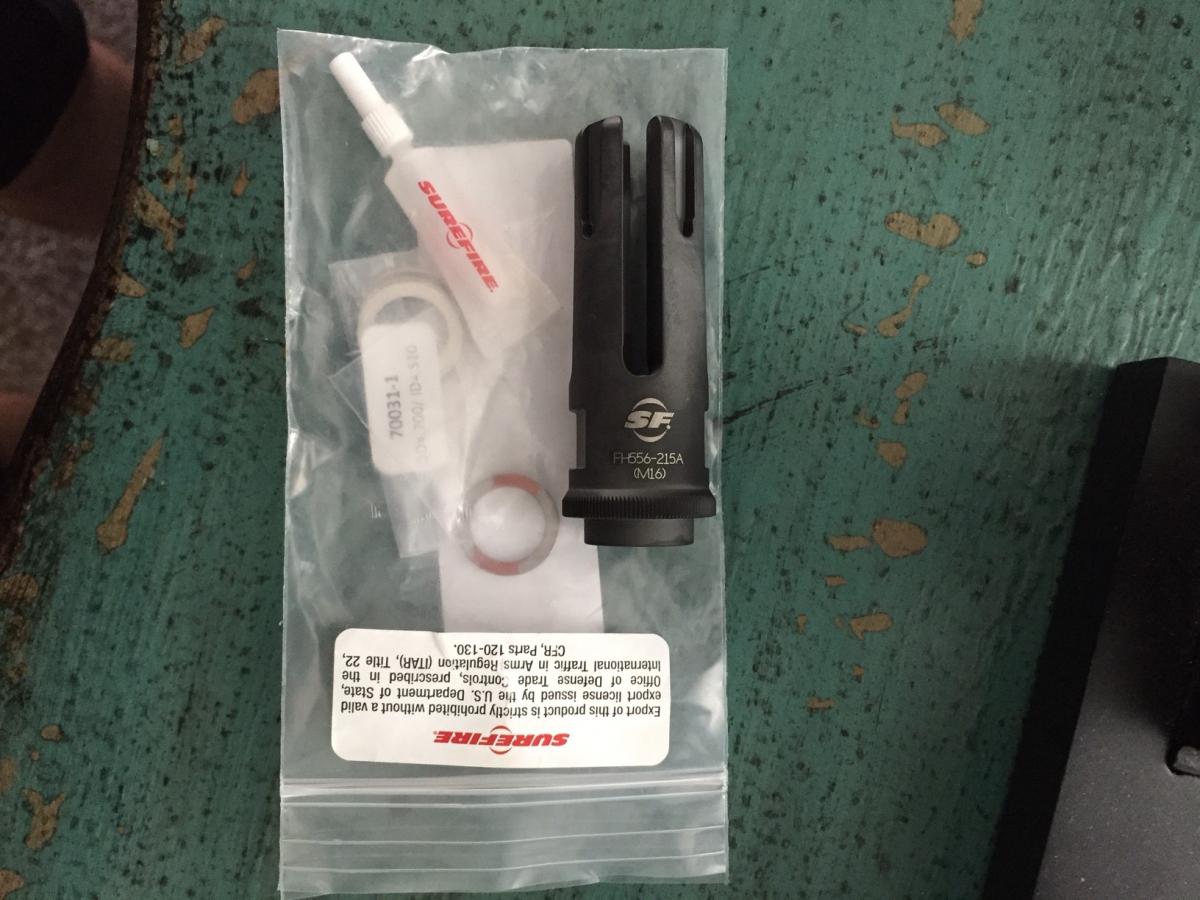 SUREFIRE
70031-1
SF
FH556-215A
(M16)
SUREFIRE
Export of this product is strictly prohibited without a valid
export license issued by the U.S. Department of State,
Office of Defense Trade Controls, prescribed in the
International Traffic in Arms Regulation (ITAR), Title 22,
CFR, Parts 120-130.